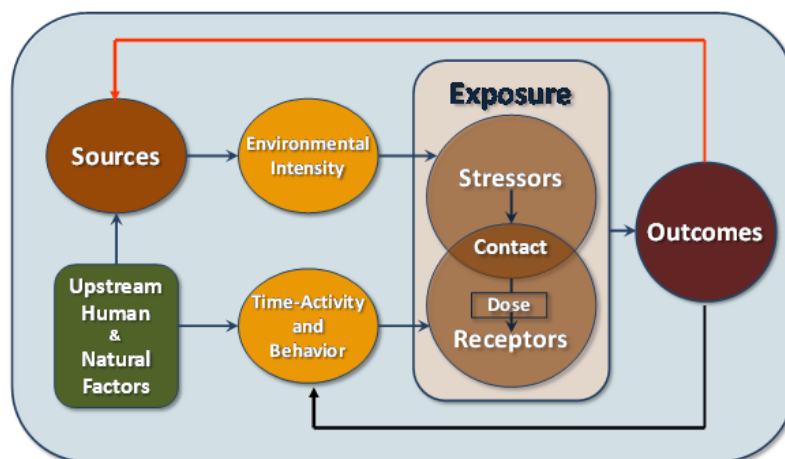 Exposure
Sources
Environmental
Intensity
Stressors
Contact
Outcomes
Upstream
Human
&
Natural
Factors
Time-Activity
and
Behavior
Dose
Receptors